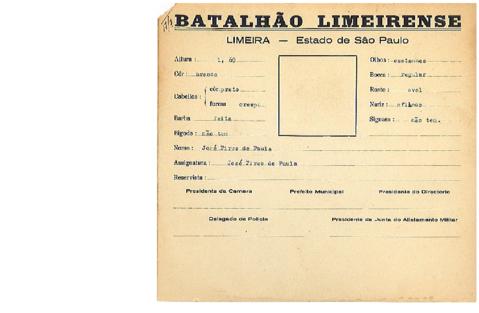 BATALHÃO LIMEIRENSE
LIMEIRA — Estado de São Paulo
Altura: 1, 60 Olhos: castanhos
Côr: branco Bocca: regular
Cabellos: côr preto Rosto: oval
forma crespo Nariz: afilado
Barba feita Signaes: não tem.
Bigode: não tem
Nome: José Pires de Paula
Assignatura: José Pires de Paula
Reservista:
Presidente da Camara Prefeito Municipal Presidente do Directorio
Delegado de Policia Presidente da Junta do Alistamento Militar